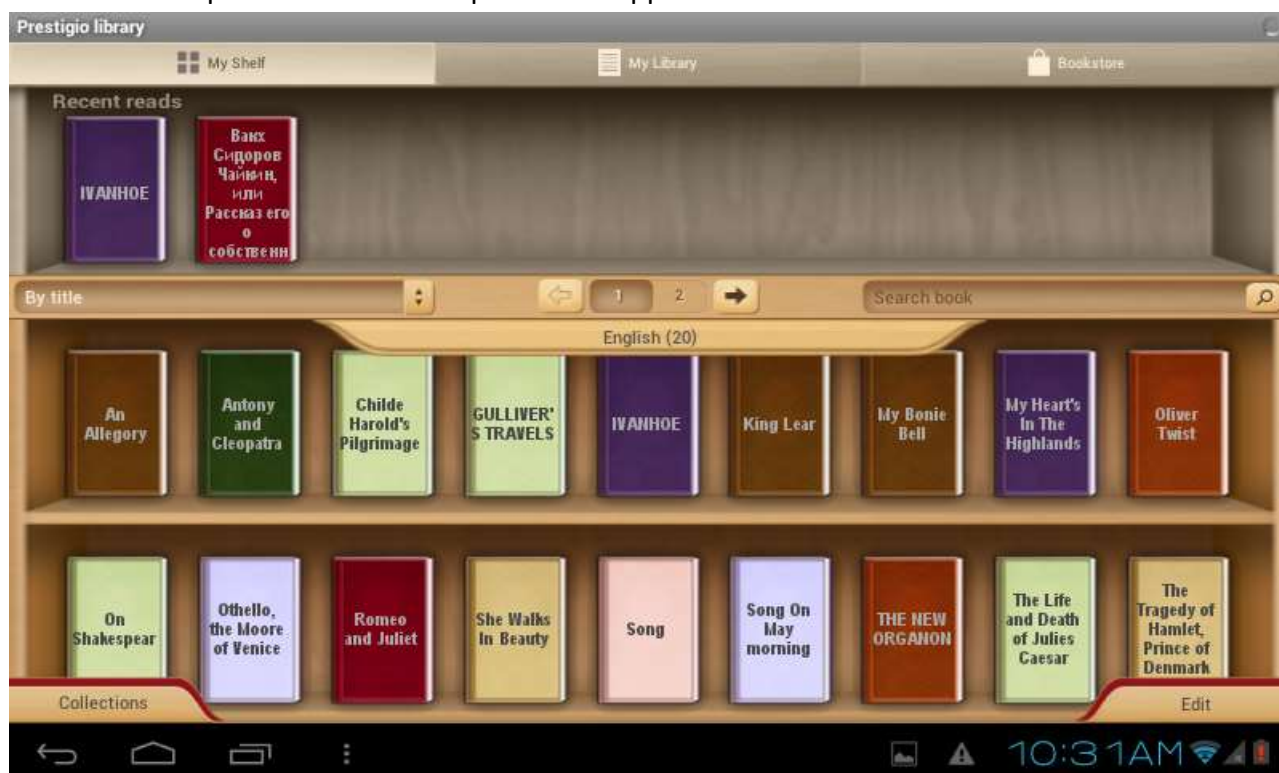 Prestigio library
My Shelf
My Library
Bookstore
Recent reads
IVANHOE
Вакх
Сидоров
Чайкин,
или
Рассказ его
о
собственн
By title
1
2
Search book
English (20)
An
Allegory
Antony
and
Cleopatra
Childe
Harold's
Pilgrimage
GULLIVER'
S TRAVELS
IVANHOE
King Lear
My Bonie
Bell
My Heart's
In The
Highlands
Oliver
Twist
On
Shakespear
Othello,
the Moore
of Venice
Romeo
and Juliet
She Walks
In Beauty
Song
Song On
May
morning
THE NEW
ORGANON
The Life
and Death
of Julies
Caesar
The
Tragedy of
Hamlet,
Prince of
Denmark
Collections
Edit
10:31AM